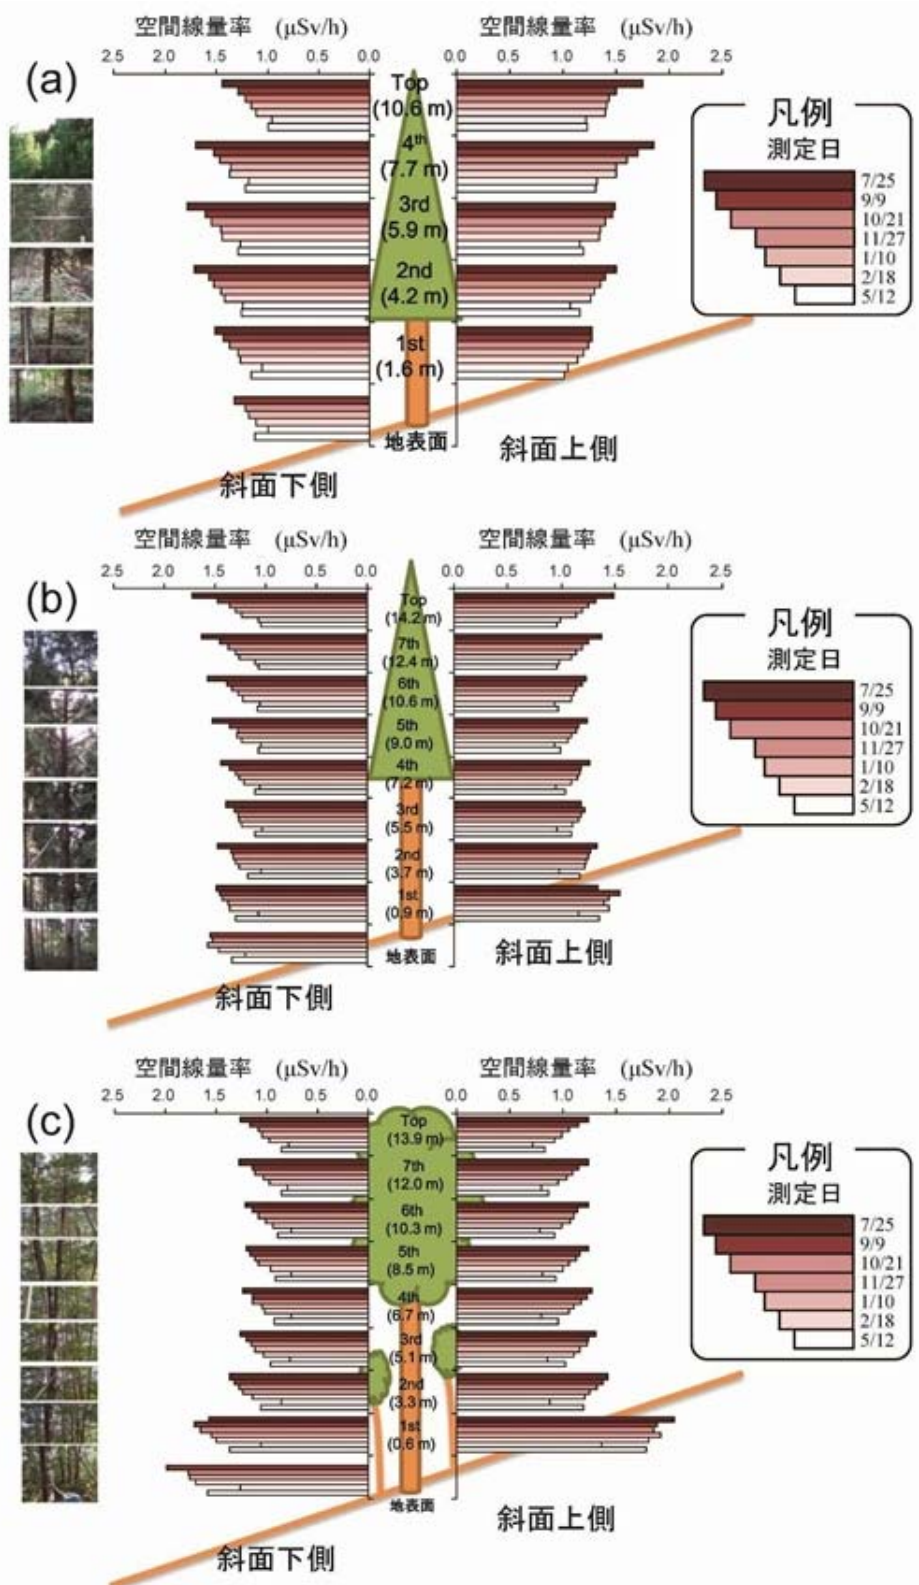 空間線量率 (μSv/h) 空間線量率 (μSv/h)
2.5 2.0 1.5 1.0 0.5 0.0 0.0 0.5 1.0 1.5 2.0 2.5
(a)
Top
(10.6 m)
4th
(7.7 m)
3rd
(5.9 m)
2nd
(4.2 m)
1st
(1.6 m)
地表面
斜面上側
斜面下側
凡例
測定日
7/25
9/9
10/21
11/27
1/10
2/18
5/12
空間線量率 (μSv/h) 空間線量率 (μSv/h)
2.5 2.0 1.5 1.0 0.5 0.0 0.0 0.5 1.0 1.5 2.0 2.5
(b)
Top
(14.2 m)
7th
(12.4 m)
6th
(10.6 m)
5th
(9.0 m)
4th
(7.2 m)
3rd
(5.5 m)
2nd
(3.7 m)
1st
(0.9 m)
地表面
斜面上側
斜面下側
凡例
測定日
7/25
9/9
10/21
11/27
1/10
2/18
5/12
空間線量率 (μSv/h) 空間線量率 (μSv/h)
2.5 2.0 1.5 1.0 0.5 0.0 0.0 0.5 1.0 1.5 2.0 2.5
(c)
Top
(13.9 m)
7th
(12.0 m)
6th
(10.3 m)
5th
(8.5 m)
4th
(6.7 m)
3rd
(5.1 m)
2nd
(3.3 m)
1st
(0.6 m)
地表面
斜面上側
斜面下側
凡例
測定日
7/25
9/9
10/21
11/27
1/10
2/18
5/12